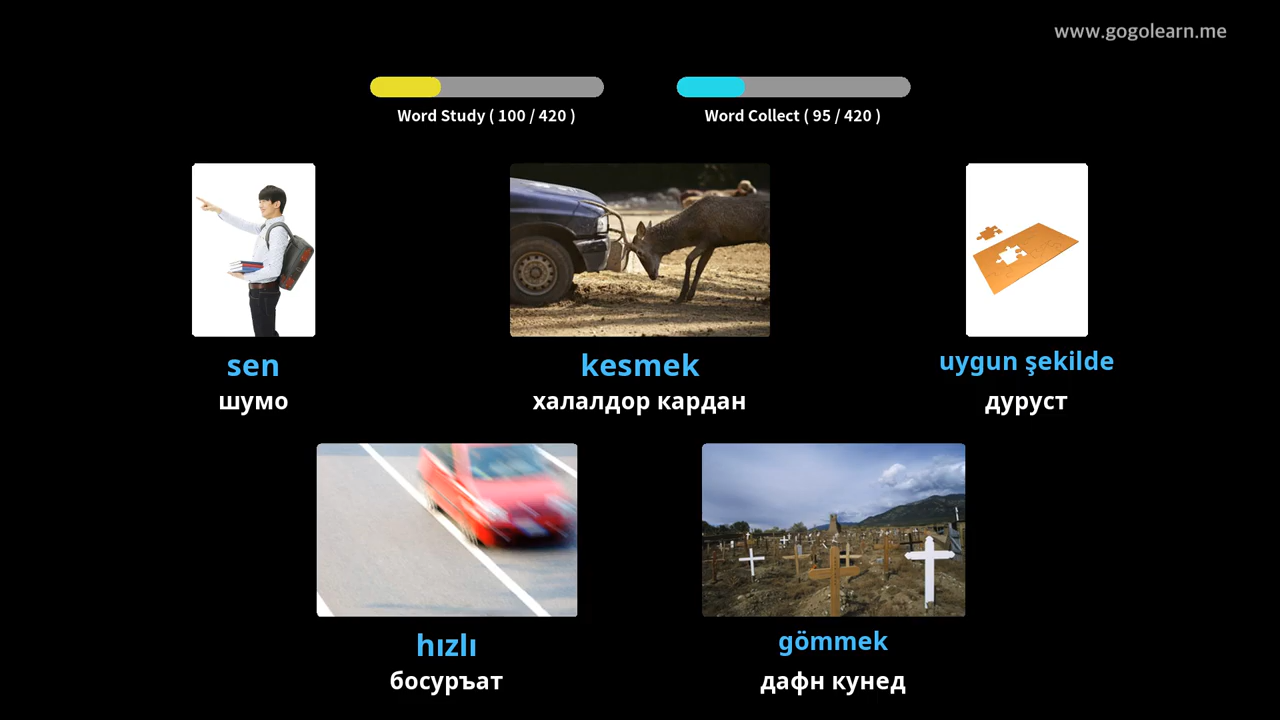 www.gogolearn.me
Word Study ( 100 / 420 )
Word Collect ( 95 / 420 )
sen
шумо
kesmek
халалдор кардан
uygun şekilde
дуруст
hızlı
босуръат
gömmek
дафн кунед